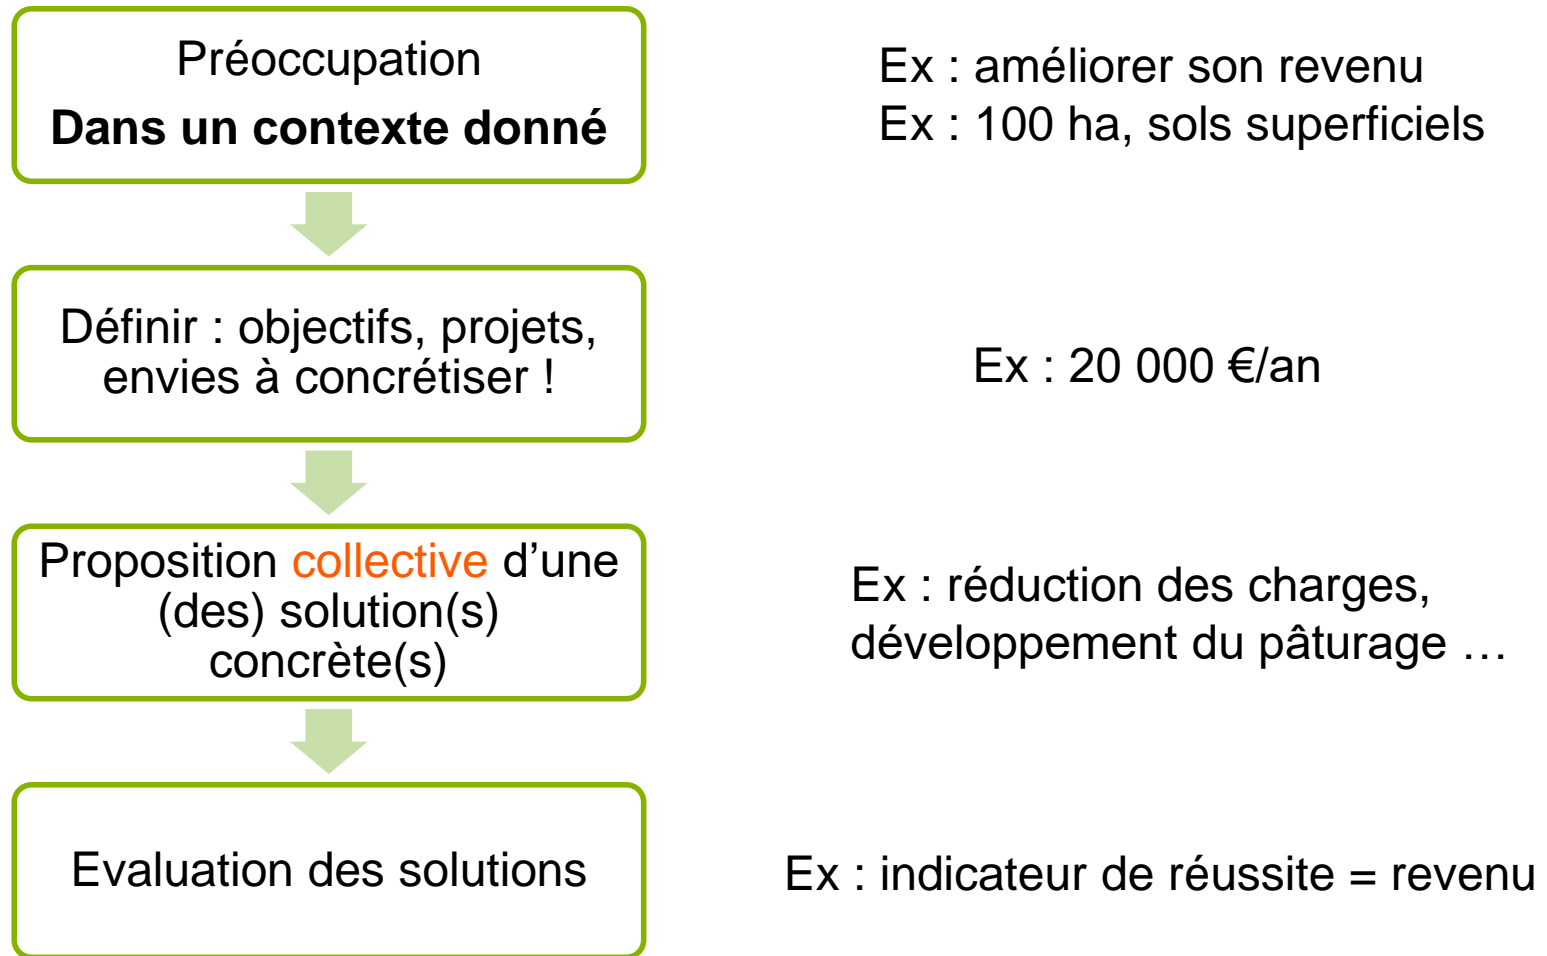 Préoccupation
Dans un contexte donné
Ex : améliorer son revenu
Ex : 100 ha, sols superficiels
Définir : objectifs, projets,
envies à concrétiser !
Ex : 20 000 €/an
Proposition collective d’une
(des) solution(s)
concrète(s)
Ex : réduction des charges,
développement du pâturage …
Evaluation des solutions
Ex : indicateur de réussite = revenu